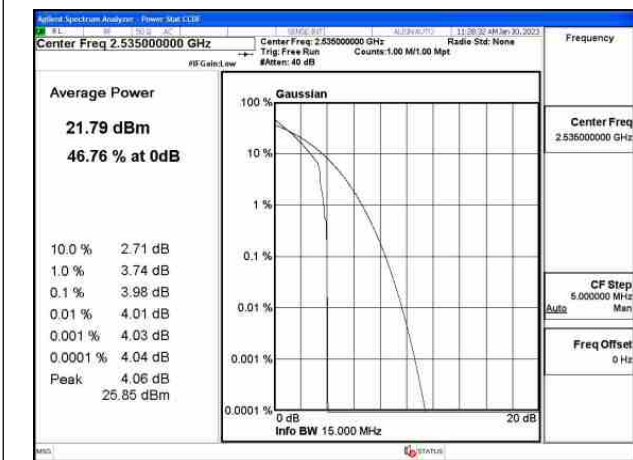 Agilent Spectrum Analyzer - Power Stat CCDF
RL RF 50 Ω AC SENSE:INT ALIGN AUTO 11:28:32 AM Jan 30, 2023
Center Freq 2.535000000 GHz
Center Freq: 2.535000000 GHz Radio Std: None
Trig: Free Run Counts:1.00 M/1.00 Mpt
#IFGain:Low #Atten: 40 dB
Frequency
Average Power
21.79 dBm
46.76 % at 0dB
10.0 % 2.71 dB
1.0 % 3.74 dB
0.1 % 3.98 dB
0.01 % 4.01 dB
0.001 % 4.03 dB
0.0001 % 4.04 dB
Peak 4.06 dB
25.85 dBm
Gaussian
100 %
10 %
1 %
0.1 %
0.01 %
0.001 %
0.0001 %
0 dB 20 dB
Info BW 15.000 MHz
Center Freq
2.535000000 GHz
CF Step
5.000000 MHz
Auto Man
Freq Offset
0 Hz
MSG STATUS